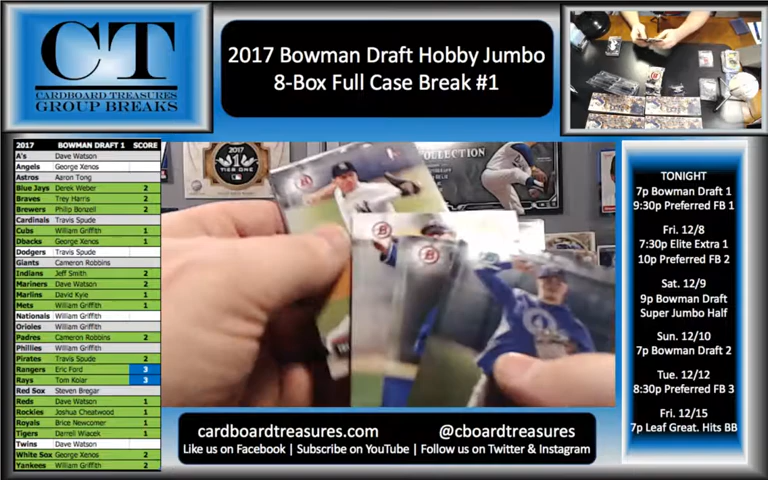 CT
CARDBOARD TREASURES
GROUP BREAKS
2017 Bowman Draft Hobby Jumbo
8-Box Full Case Break #1
2017 BOWMAN DRAFT 1 SCORE
A's Dave Watson
Angels George Xenos
Astros Aaron Tong
Blue Jays Derek Weber 2
Braves Trey Harris 2
Brewers Philip Bonzell 2
Cardinals Travis Spude
Cubs William Griffith 1
Dbacks George Xenos 1
Dodgers Travis Spude
Giants Cameron Robbins
Indians Jeff Smith 2
Mariners Dave Watson 2
Marlins David Kyle 1
Mets William Griffith 1
Nationals William Griffith
Orioles William Griffith
Padres Cameron Robbins 2
Phillies William Griffith
Pirates Travis Spude 2
Rangers Eric Ford 3
Rays Tom Kolar 3
Red Sox Steven Bregar
Reds Dave Watson 1
Rockies Joshua Cheatwood 1
Royals Brice Newcomer 1
Tigers Darrell Wiacek 1
Twins Dave Watson
White Sox George Xenos 2
Yankees William Griffith 2
2017
TIER ONE
COLLECTION
B
TONIGHT
7p Bowman Draft 1
9:30p Preferred FB 1
Fri. 12/8
7:30p Elite Extra 1
10p Preferred FB 2
Sat. 12/9
9p Bowman Draft
Super Jumbo Half
Sun. 12/10
7p Bowman Draft 2
Tue. 12/12
8:30p Preferred FB 3
Fri. 12/15
7p Leaf Great. Hits BB
cardboardtreasures.com @cboardtreasures
Like us on Facebook | Subscribe on YouTube | Follow us on Twitter & Instagram